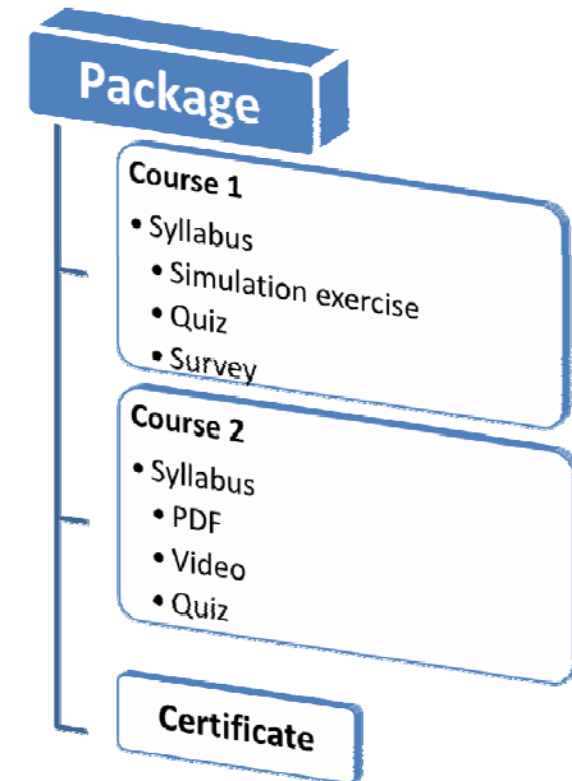 Package
Course 1
• Syllabus
• Simulation exercise
• Quiz
• Survey
Course 2
• Syllabus
• PDF
• Video
• Quiz
Certificate